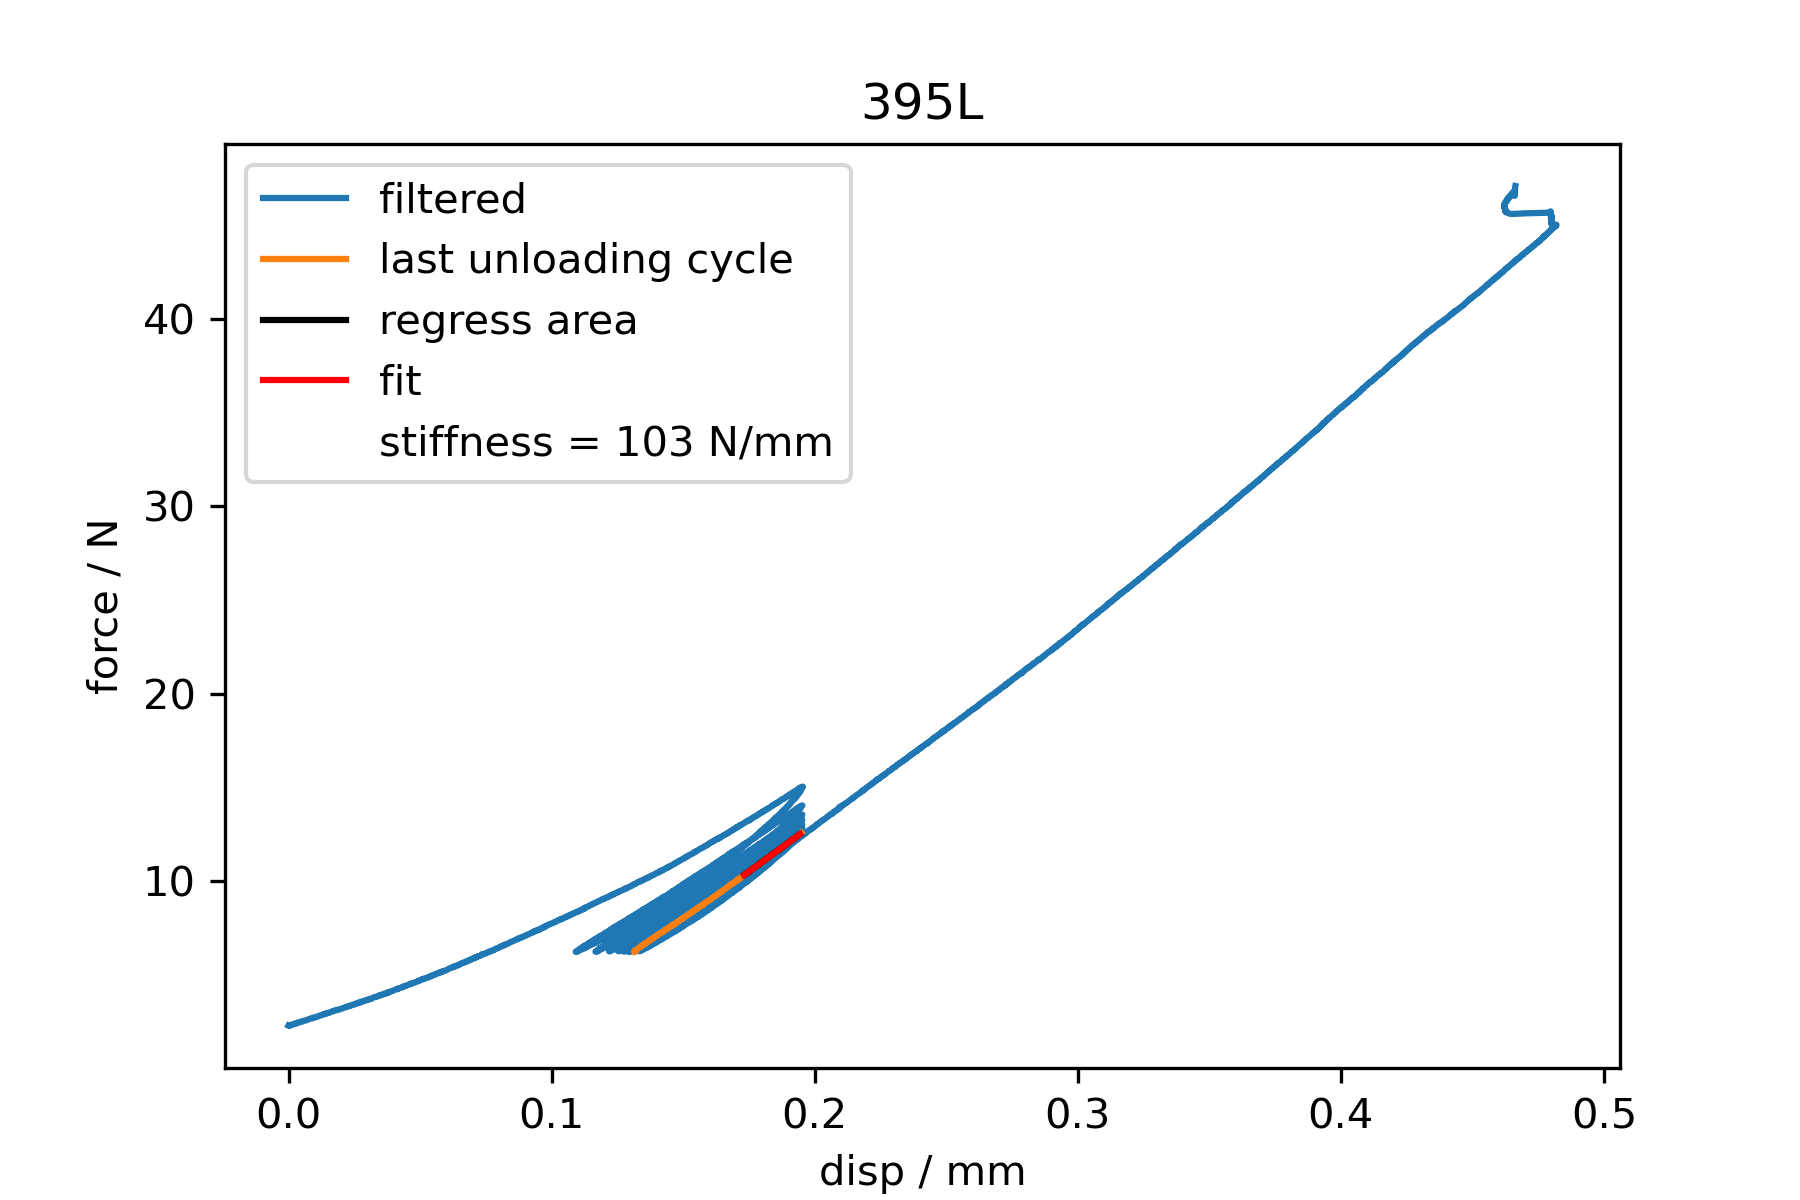 395L
filtered
last unloading cycle
regress area
fit
stiffness = 103 N/mm
force / N
40
30
20
10
0.0 0.1 0.2 0.3 0.4 0.5
disp / mm